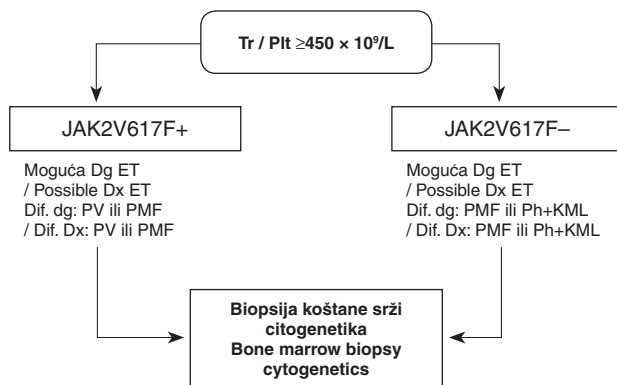 Tr / Plt ≥450 × 10⁹/L
JAK2V617F+
Moguća Dg ET
/ Possible Dx ET
Dif. dg: PV ili PMF
/ Dif. Dx: PV ili PMF
JAK2V617F–
Moguća Dg ET
/ Possible Dx ET
Dif. dg: PMF ili Ph+KML
/ Dif. Dx: PMF ili Ph+KML
Biopsija koštane srži
citogenetika
Bone marrow biopsy
cytogenetics